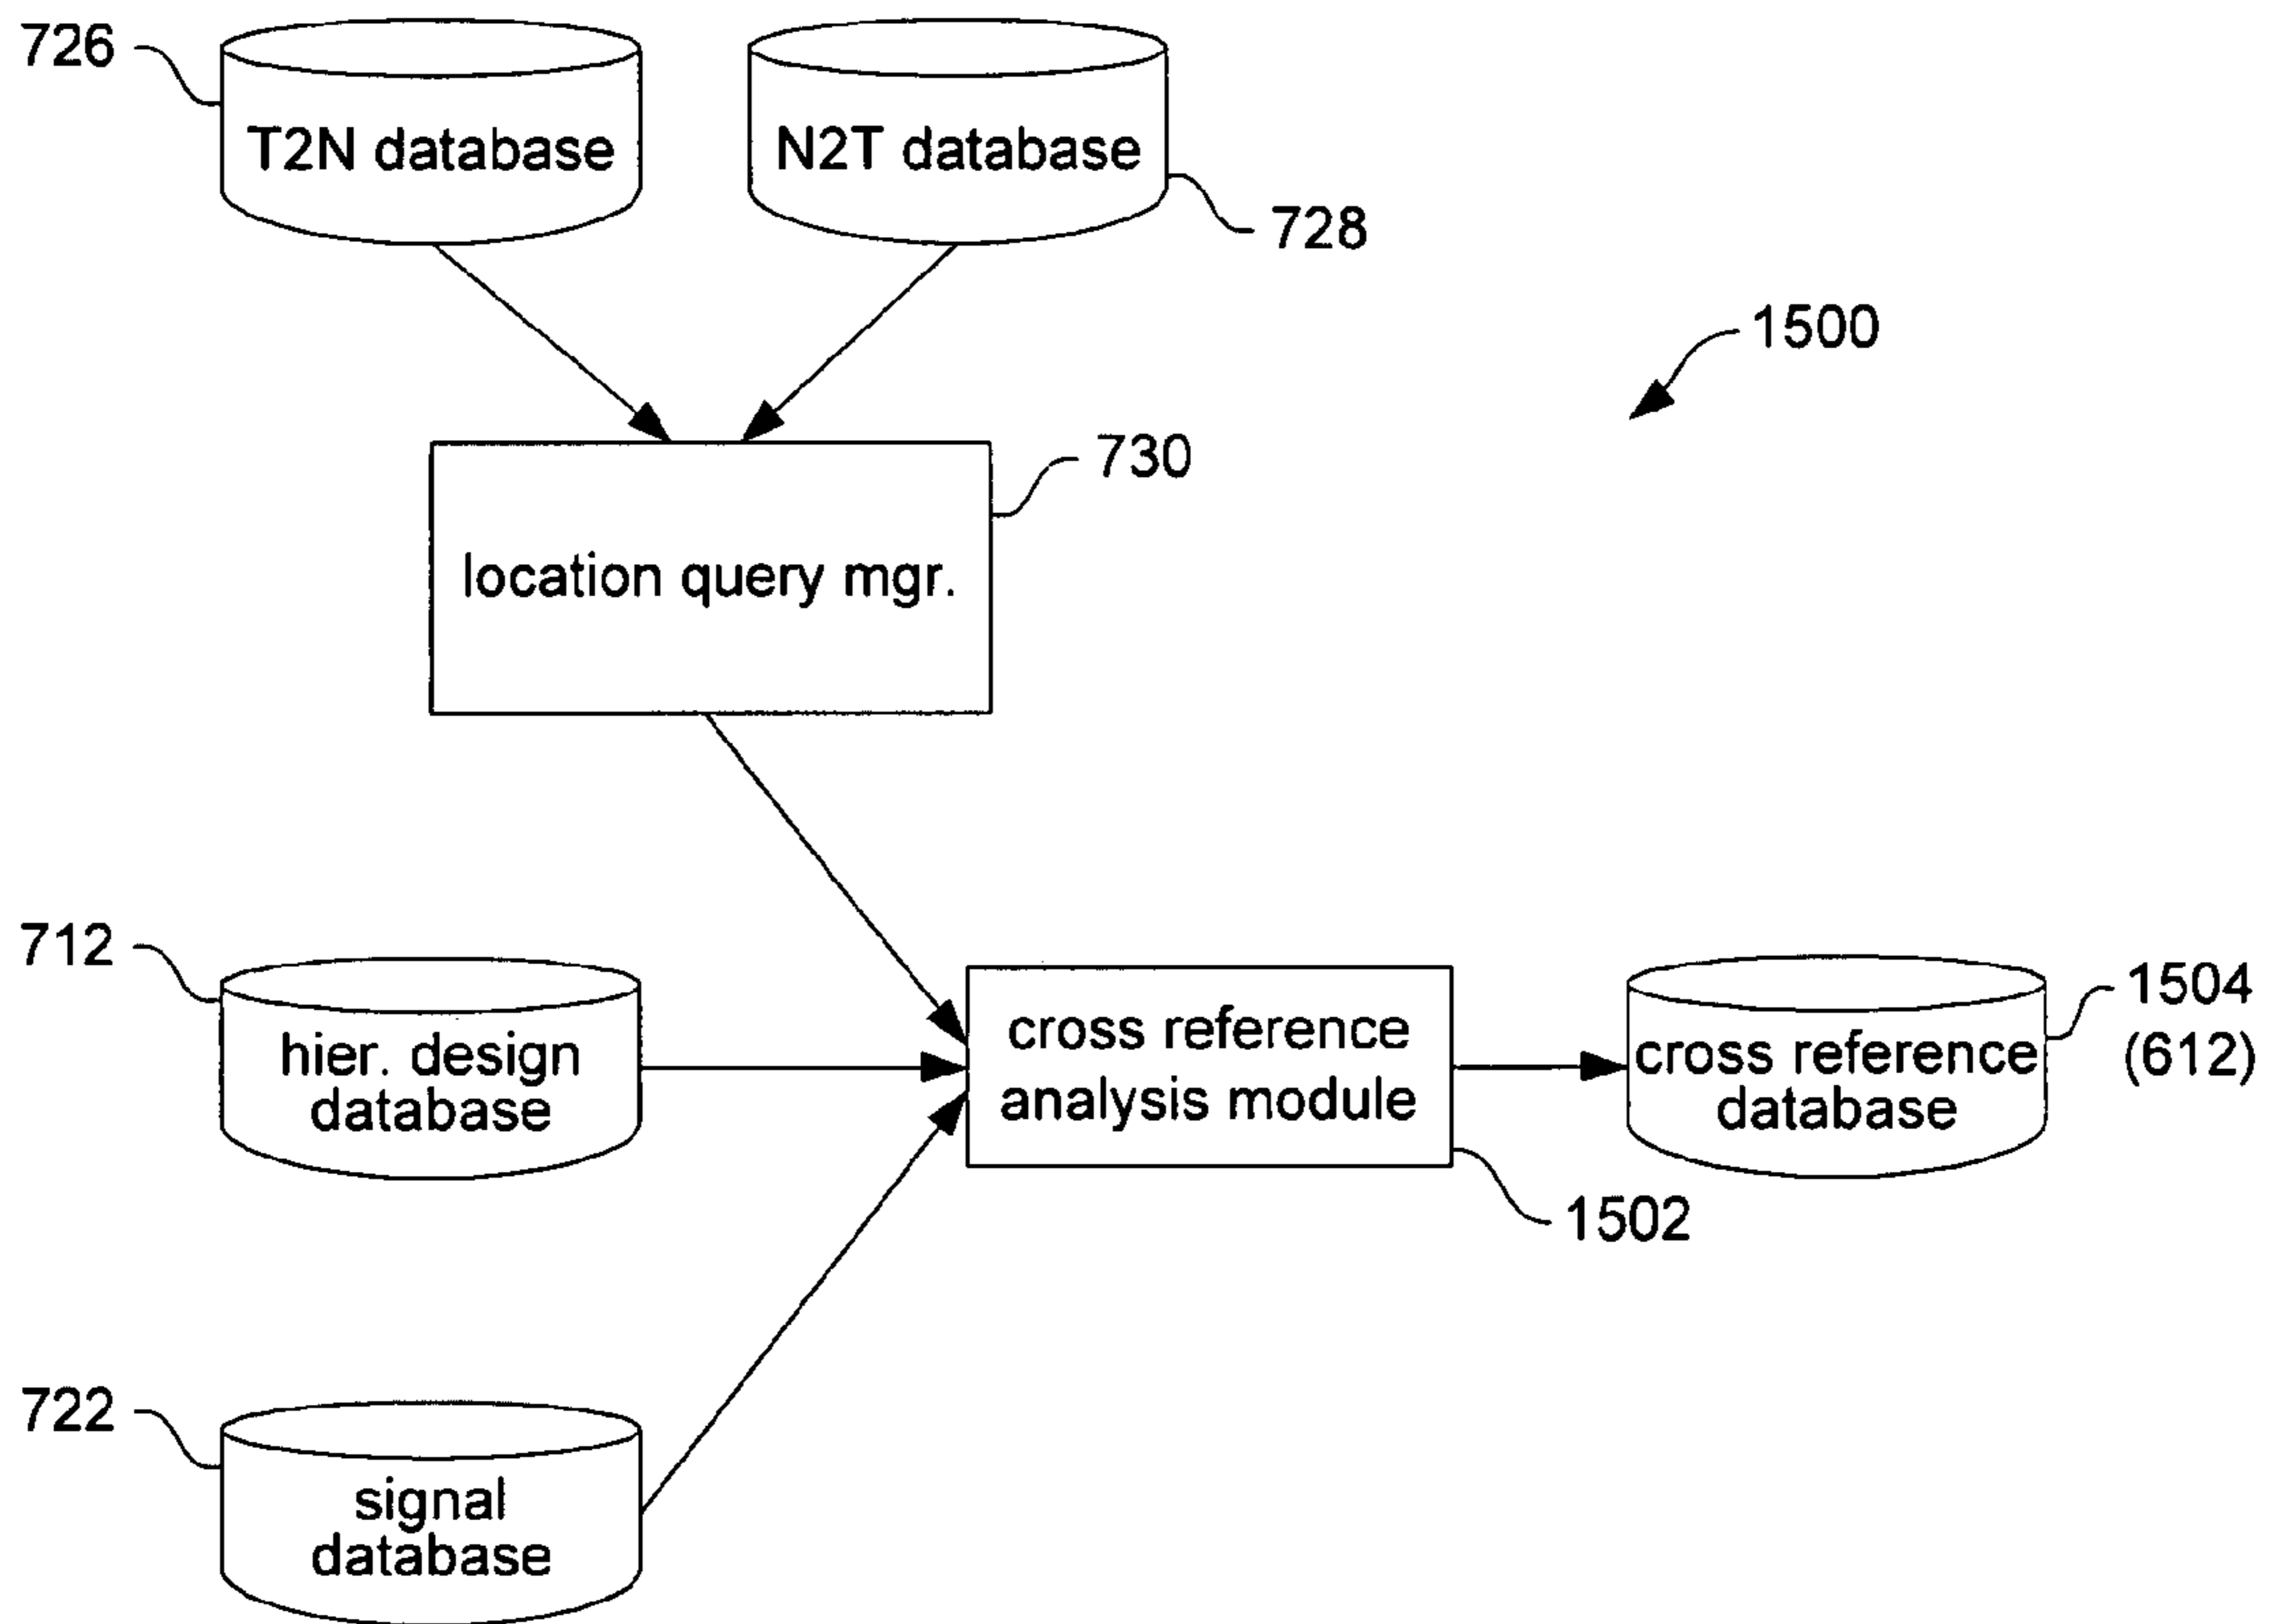 726
T2N database
N2T database
728
1500
730
location query mgr.
712
hier. design
database
cross reference
analysis module
1502
cross reference
database
1504
(612)
722
signal
database